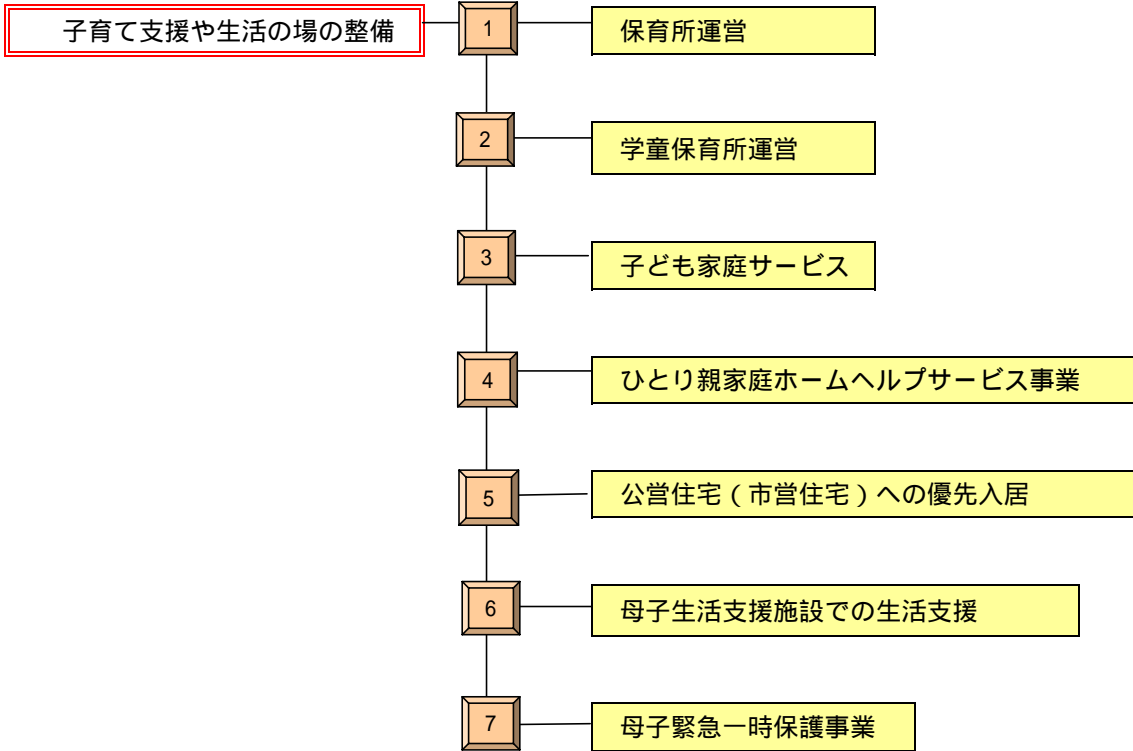 子育て支援や生活の場の整備
1
保育所運営
2
学童保育所運営
3
子ども家庭サービス
4
ひとり親家庭ホームヘルプサービス事業
5
公営住宅(市営住宅)への優先入居
6
母子生活支援施設での生活支援
7
母子緊急一時保護事業